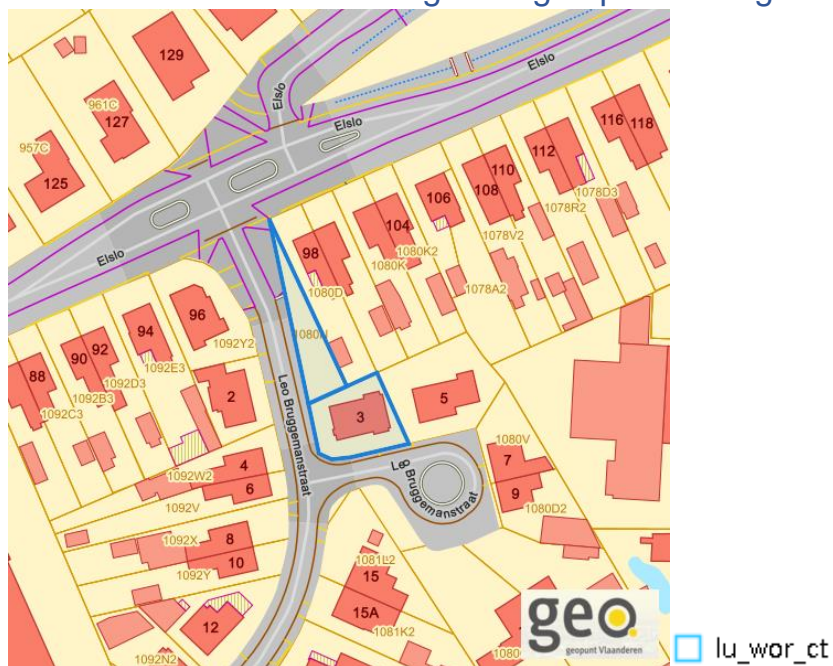 129
961C
127
957C
125
Elslo
Elslo
Elslo
Elslo
116
118
112
1078D3
110
108
1078R2
106
1078V2
104
1080K2
1080K
1078A2
98
1080D
96
94
1092Y2
92
90
1092E3
1092D3
88
1092B3
1092C3
2
Leo Bruggemanstraat
3
5
1092W2
4
6
1092V
Leo Bruggemanstraat
1080V
7
9
1080D2
1092X
8
10
1092Y
1081L2
15
15A
1081K2
12
1092N2
geo
geopunt Vlaanderen
lu_wor_ct